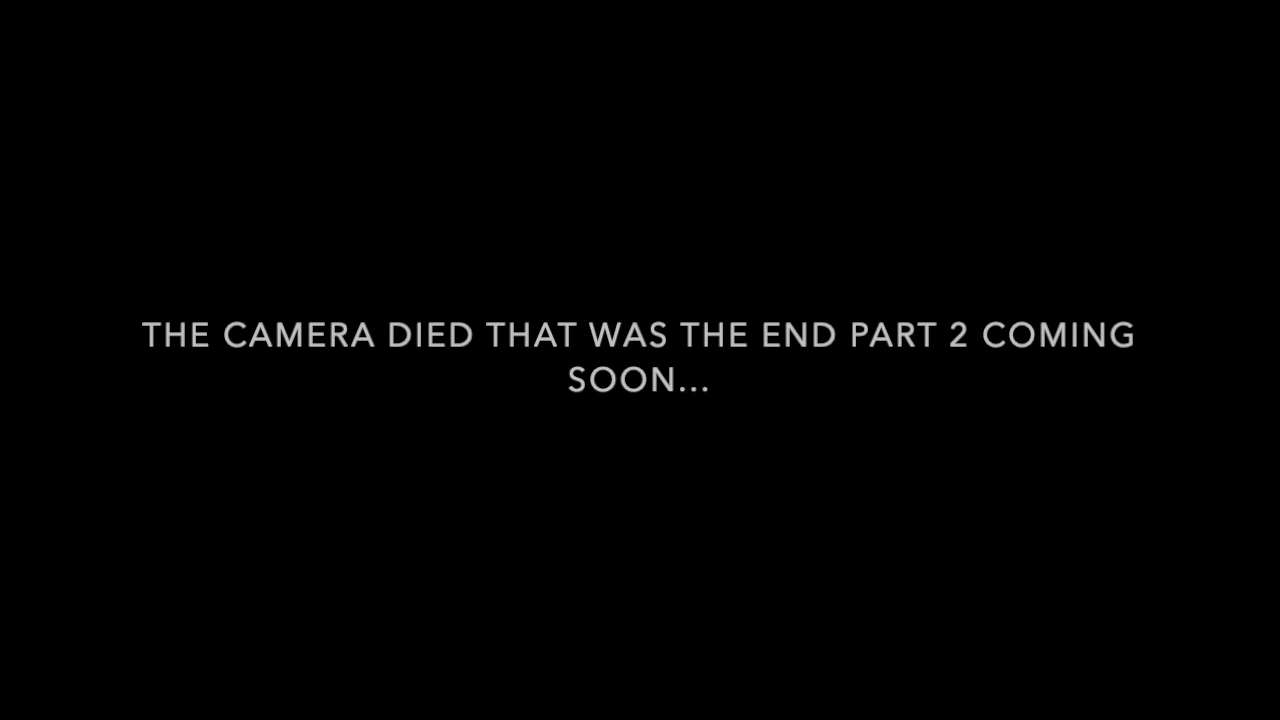 THE CAMERA DIED THAT WAS THE END PART 2 COMING
SOON...